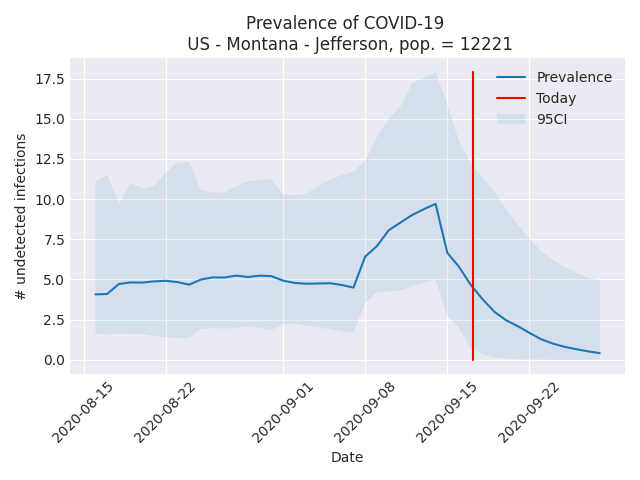 Prevalence of COVID-19
US - Montana - Jefferson, pop. = 12221
17.5
15.0
12.5
10.0
7.5
5.0
2.5
0.0
# undetected infections
Prevalence
Today
95CI
2020-08-15
2020-08-22
2020-09-01
2020-09-08
2020-09-15
2020-09-22
Date